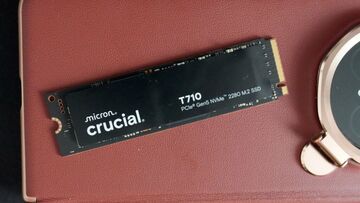 micron
crucial
T710
PCIe® Gen5 NVMe™ 2280 M.2 SSD